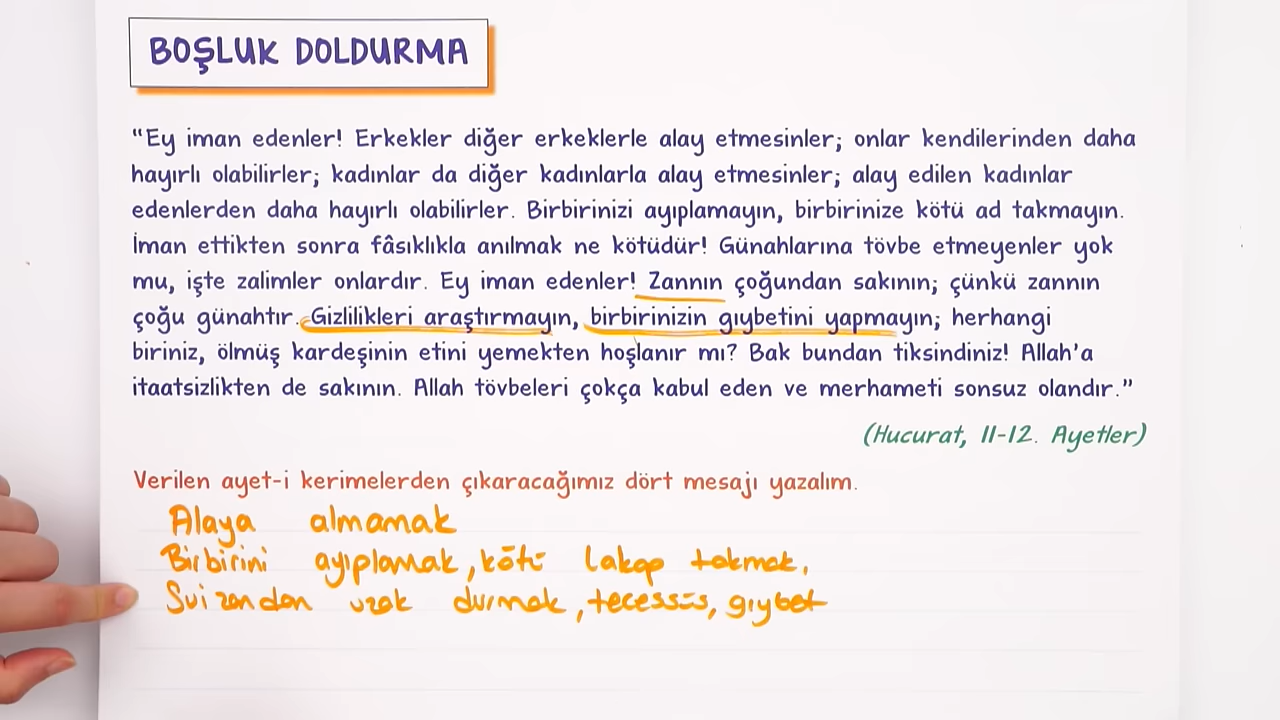 BOŞLUK DOLDURMA
“Ey iman edenler! Erkekler diğer erkeklerle alay etmesinler; onlar kendilerinden daha
hayırlı olabilirler; kadınlar da diğer kadınlarla alay etmesinler; alay edilen kadınlar
edenlerden daha hayırlı olabilirler. Birbirinizi ayıplamayın, birbirinize kötü ad takmayın.
İman ettikten sonra fâsıklıkla anılmak ne kötüdür! Günahlarına tövbe etmeyenler yok
mu, işte zalimler onlardır. Ey iman edenler! Zannın çoğundan sakının; çünkü zannın
çoğu günahtır. Gizlilikleri araştırmayın, birbirinizin gıybetini yapmayın; herhangi
biriniz, ölmüş kardeşinin etini yemekten hoşlanır mı? Bak bundan tiksindiniz! Allah’a
itaatsizlikten de sakının. Allah tövbeleri çokça kabul eden ve merhameti sonsuz olandır.”
(Hucurat, 11-12. Ayetler)
Verilen ayet-i kerimelerden çıkaracağımız dört mesajı yazalım.
Alaya almamak
Birbirini ayıplamak, kötü lakap takmak,
Sui zandan uzak durmak, tecessüs, gıybet